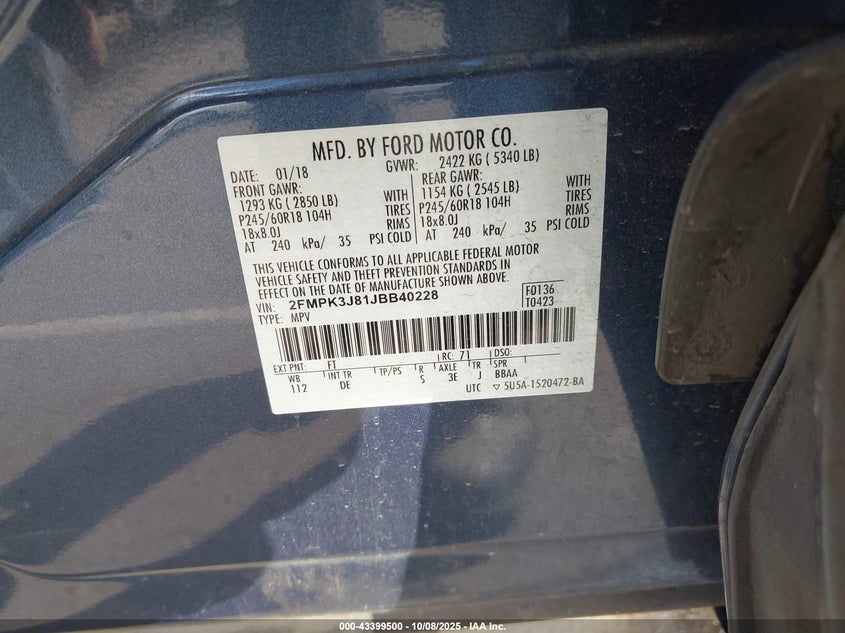 MFD. BY FORD MOTOR CO.
DATE: 01/18 GVWR: 2422 KG ( 5340 LB)
FRONT GAWR: REAR GAWR:
1293 KG ( 2850 LB) WITH 1154 KG ( 2545 LB) WITH
P245/60R18 104H TIRES P245/60R18 104H TIRES
18x8.0J RIMS 18x8.0J RIMS
AT 240 kPa/ 35 PSI COLD AT 240 kPa/ 35 PSI COLD
THIS VEHICLE CONFORMS TO ALL APPLICABLE FEDERAL MOTOR
VEHICLE SAFETY AND THEFT PREVENTION STANDARDS IN
EFFECT ON THE DATE OF MANUFACTURE SHOWN ABOVE.
VIN: 2FMPK3J81JBB40228 F0136
TYPE: MPV T0423
EXT PNT: FT RC: 71 DSO:
WB INT TR TP/PS R AXLE TR SPR
112 DE S 3E J BBAA
UTC ▽ 5U5A-1520472-BA
000-43399500 - 10/08/2025 - IAA Inc.